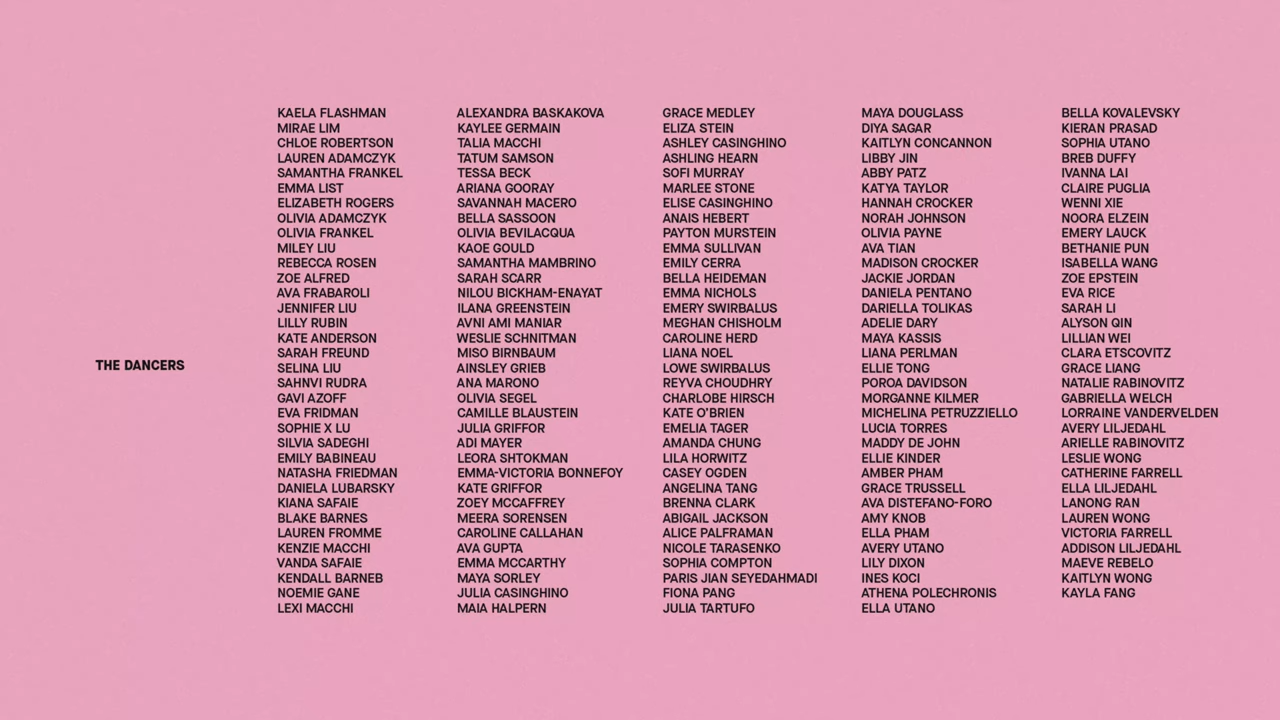 THE DANCERS
KAELA FLASHMAN
MIRAE LIM
CHLOE ROBERTSON
LAUREN ADAMCZYK
SAMANTHA FRANKEL
EMMA LIST
ELIZABETH ROGERS
OLIVIA ADAMCZYK
OLIVIA FRANKEL
MILEY LIU
REBECCA ROSEN
ZOE ALFRED
AVA FRABAROLI
JENNIFER LIU
LILLY RUBIN
KATE ANDERSON
SARAH FREUND
SELINA LIU
SAHNVI RUDRA
GAVI AZOFF
EVA FRIDMAN
SOPHIE X LU
SILVIA SADEGHI
EMILY BABINEAU
NATASHA FRIEDMAN
DANIELA LUBARSKY
KIANA SAFAIE
BLAKE BARNES
LAUREN FROMME
KENZIE MACCHI
VANDA SAFAIE
KENDALL BARNEB
NOEMIE GANE
LEXI MACCHI
ALEXANDRA BASKAKOVA
KAYLEE GERMAIN
TALIA MACCHI
TATUM SAMSON
TESSA BECK
ARIANA GOORAY
SAVANNAH MACERO
BELLA SASSOON
OLIVIA BEVILACQUA
KAOE GOULD
SAMANTHA MAMBRINO
SARAH SCARR
NILOU BICKHAM-ENAYAT
ILANA GREENSTEIN
AVNI AMI MANIAR
WESLIE SCHNITMAN
MISO BIRNBAUM
AINSLEY GRIEB
ANA MARONO
OLIVIA SEGEL
CAMILLE BLAUSTEIN
JULIA GRIFFOR
ADI MAYER
LEORA SHTOKMAN
EMMA-VICTORIA BONNEFOY
KATE GRIFFOR
ZOEY MCCAFFREY
MEERA SORENSEN
CAROLINE CALLAHAN
AVA GUPTA
EMMA MCCARTHY
MAYA SORLEY
JULIA CASINGHINO
MAIA HALPERN
GRACE MEDLEY
ELIZA STEIN
ASHLEY CASINGHINO
ASHLING HEARN
SOFI MURRAY
MARLEE STONE
ELISE CASINGHINO
ANAIS HEBERT
PAYTON MURSTEIN
EMMA SULLIVAN
EMILY CERRA
BELLA HEIDEMAN
EMMA NICHOLS
EMERY SWIRBALUS
MEGHAN CHISHOLM
CAROLINE HERD
LIANA NOEL
LOWE SWIRBALUS
REYVA CHOUDHRY
CHARLOBE HIRSCH
KATE O'BRIEN
EMELIA TAGER
AMANDA CHUNG
LILA HORWITZ
CASEY OGDEN
ANGELINA TANG
BRENNA CLARK
ABIGAIL JACKSON
ALICE PALFRAMAN
NICOLE TARASENKO
SOPHIA COMPTON
PARIS JIAN SEYEDAHMADI
FIONA PANG
JULIA TARTUFO
MAYA DOUGLASS
DIYA SAGAR
KAITLYN CONCANNON
LIBBY JIN
ABBY PATZ
KATYA TAYLOR
HANNAH CROCKER
NORAH JOHNSON
OLIVIA PAYNE
AVA TIAN
MADISON CROCKER
JACKIE JORDAN
DANIELA PENTANO
DARIELLA TOLIKAS
ADELIE DARY
MAYA KASSIS
LIANA PERLMAN
ELLIE TONG
POROA DAVIDSON
MORGANNE KILMER
MICHELINA PETRUZZIELLO
LUCIA TORRES
MADDY DE JOHN
ELLIE KINDER
AMBER PHAM
GRACE TRUSSELL
AVA DISTEFANO-FORO
AMY KNOB
ELLA PHAM
AVERY UTANO
LILY DIXON
INES KOCI
ATHENA POLECHRONIS
ELLA UTANO
BELLA KOVALEVSKY
KIERAN PRASAD
SOPHIA UTANO
BREB DUFFY
IVANNA LAI
CLAIRE PUGLIA
WENNI XIE
NOORA ELZEIN
EMERY LAUCK
BETHANIE PUN
ISABELLA WANG
ZOE EPSTEIN
EVA RICE
SARAH LI
ALYSON QIN
LILLIAN WEI
CLARA ETSCOVITZ
GRACE LIANG
NATALIE RABINOVITZ
GABRIELLA WELCH
LORRAINE VANDERVELDEN
AVERY LILJEDAHL
ARIELLE RABINOVITZ
LESLIE WONG
CATHERINE FARRELL
ELLA LILJEDAHL
LANONG RAN
LAUREN WONG
VICTORIA FARRELL
ADDISON LILJEDAHL
MAEVE REBELO
KAITLYN WONG
KAYLA FANG